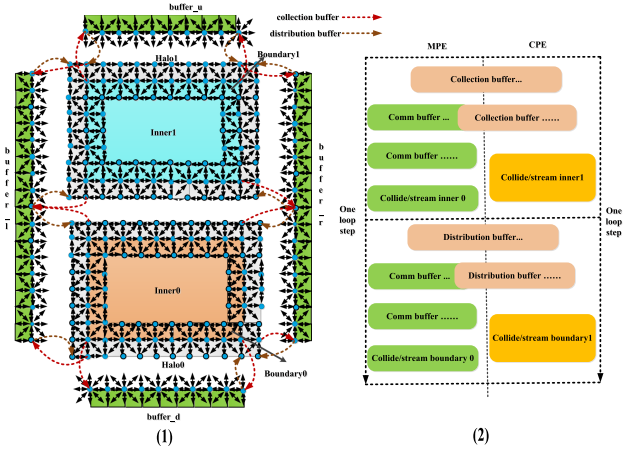 buffer_u
collection buffer
distribution buffer
Halo1
Boundary1
buffer_l
Inner1
buffer_r
Inner0
Halo0
Boundary0
buffer_d
(1)
MPE
CPE
Collection buffer...
Comm buffer ...
Collection buffer ......
Comm buffer ......
Collide/stream inner1
Collide/stream inner 0
One
loop
step
One
loop
step
Distribution buffer...
Comm buffer ...
Distribution buffer ......
Comm buffer ......
Collide/stream boundary1
Collide/stream boundary 0
(2)